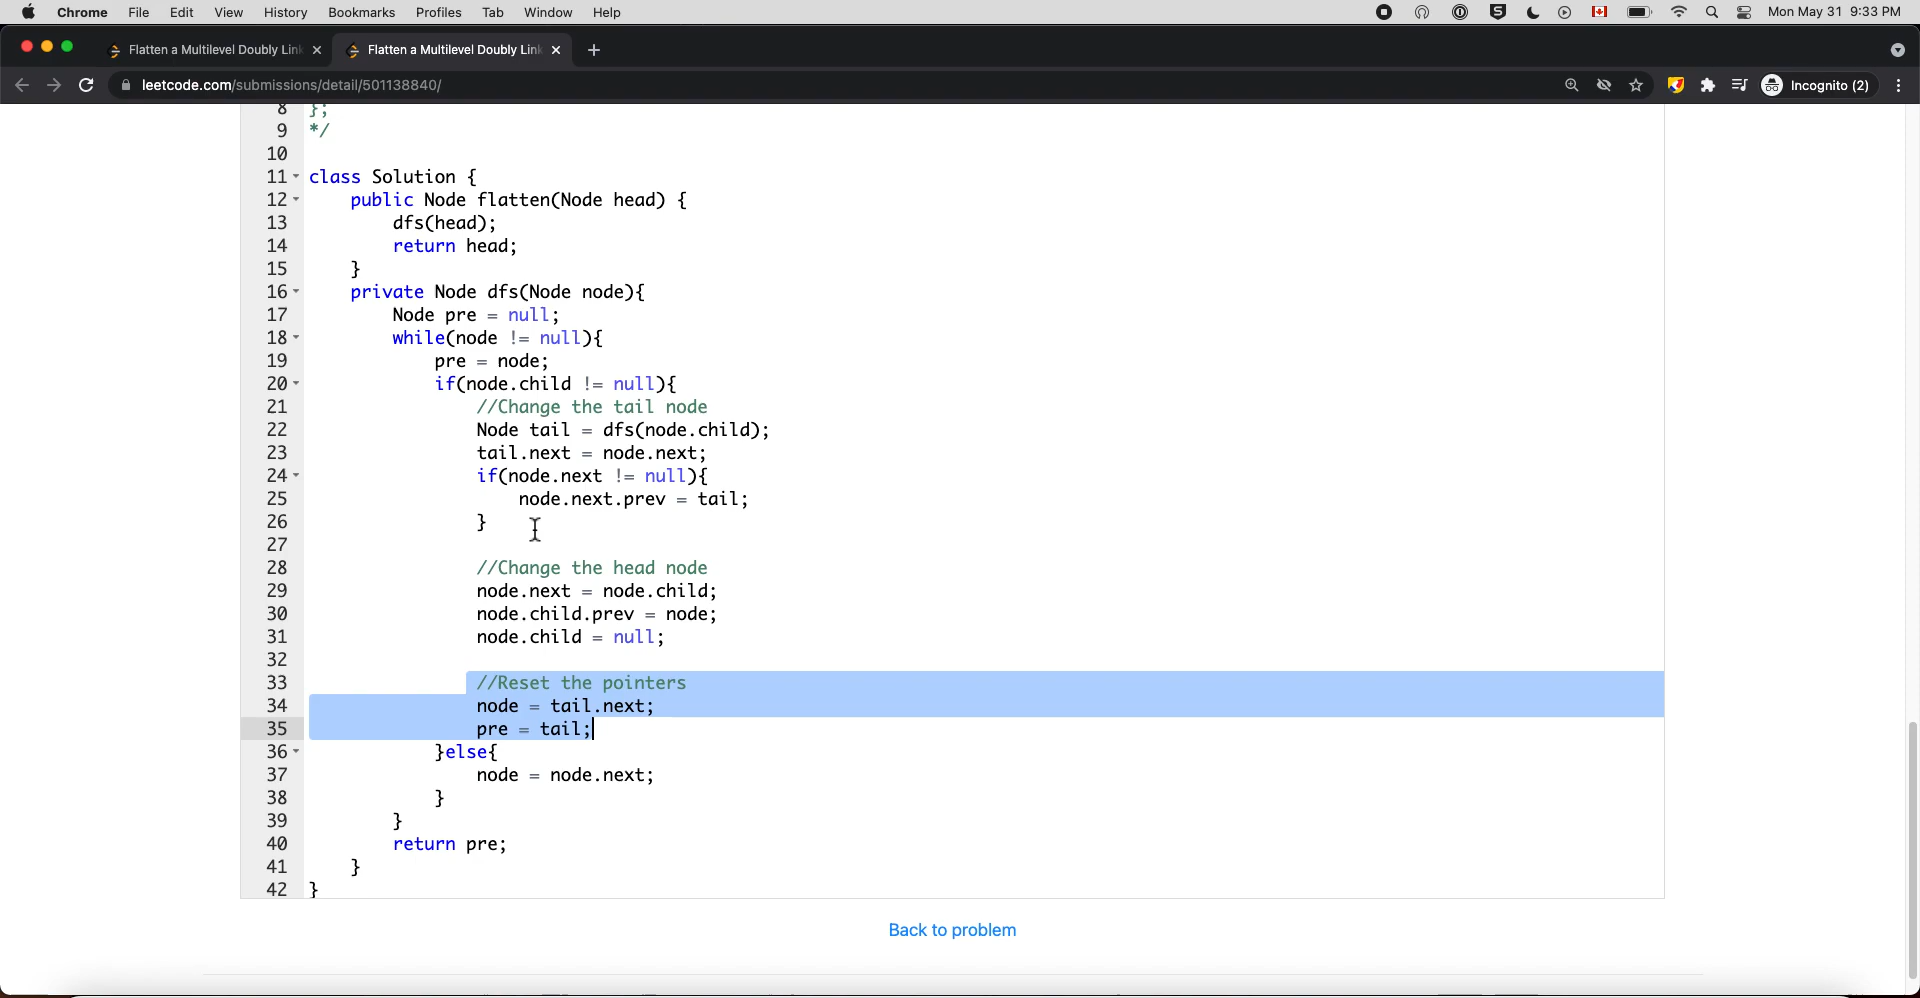 Chrome File Edit View History Bookmarks Profiles Tab Window Help Mon May 31 9:33 PM
Flatten a Multilevel Doubly Link Flatten a Multilevel Doubly Link
leetcode.com/submissions/detail/501138840/ Incognito (2)
8 };
9 */
10
11 class Solution {
12 public Node flatten(Node head) {
13 dfs(head);
14 return head;
15 }
16 private Node dfs(Node node){
17 Node pre = null;
18 while(node != null){
19 pre = node;
20 if(node.child != null){
21 //Change the tail node
22 Node tail = dfs(node.child);
23 tail.next = node.next;
24 if(node.next != null){
25 node.next.prev = tail;
26 }
27
28 //Change the head node
29 node.next = node.child;
30 node.child.prev = node;
31 node.child = null;
32
33 //Reset the pointers
34 node = tail.next;
35 pre = tail;
36 }else{
37 node = node.next;
38 }
39 }
40 return pre;
41 }
42 }
Back to problem